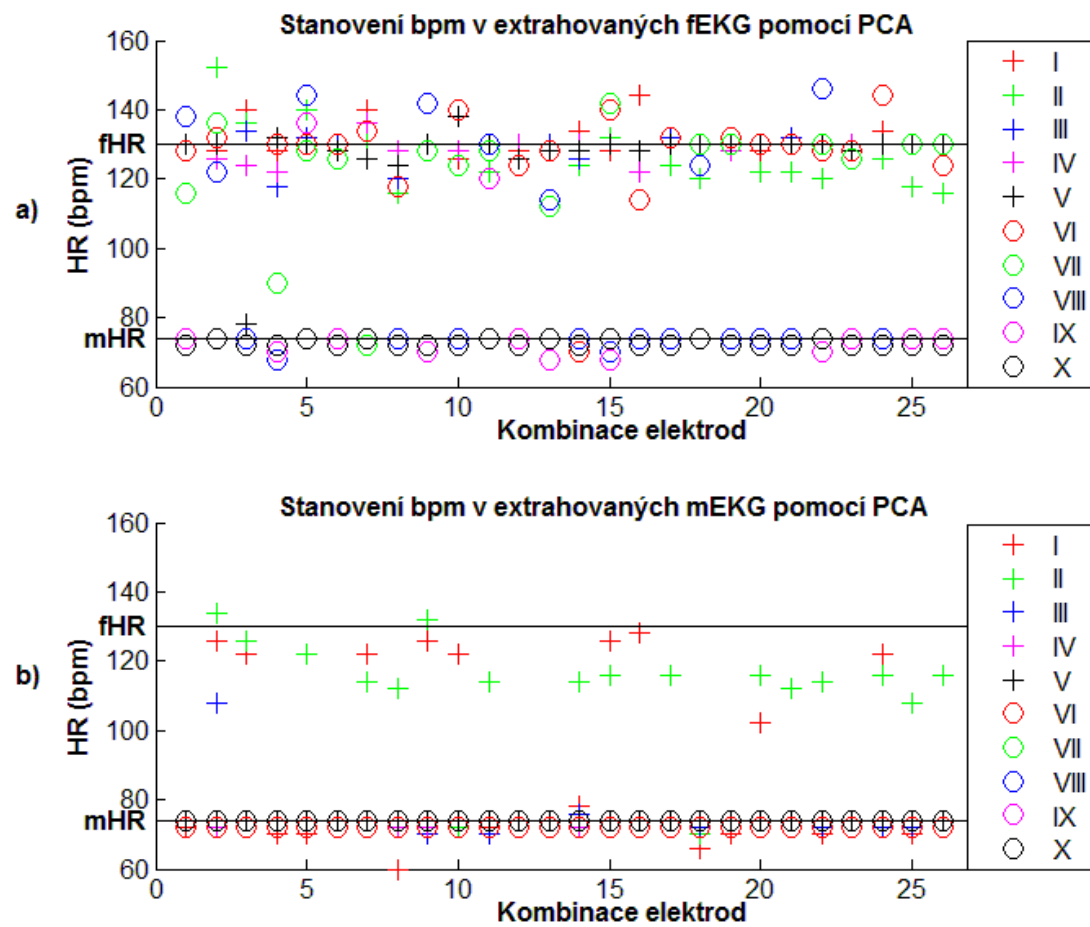 Stanovení bpm v extrahovaných fEKG pomocí PCA
160
140
fHR
120
100
80
mHR
60
HR (bpm)
a)
0 5 10 15 20 25
Kombinace elektrod
I
II
III
IV
V
VI
VII
VIII
IX
X
Stanovení bpm v extrahovaných mEKG pomocí PCA
160
140
fHR
120
100
80
mHR
60
HR (bpm)
b)
0 5 10 15 20 25
Kombinace elektrod
I
II
III
IV
V
VI
VII
VIII
IX
X